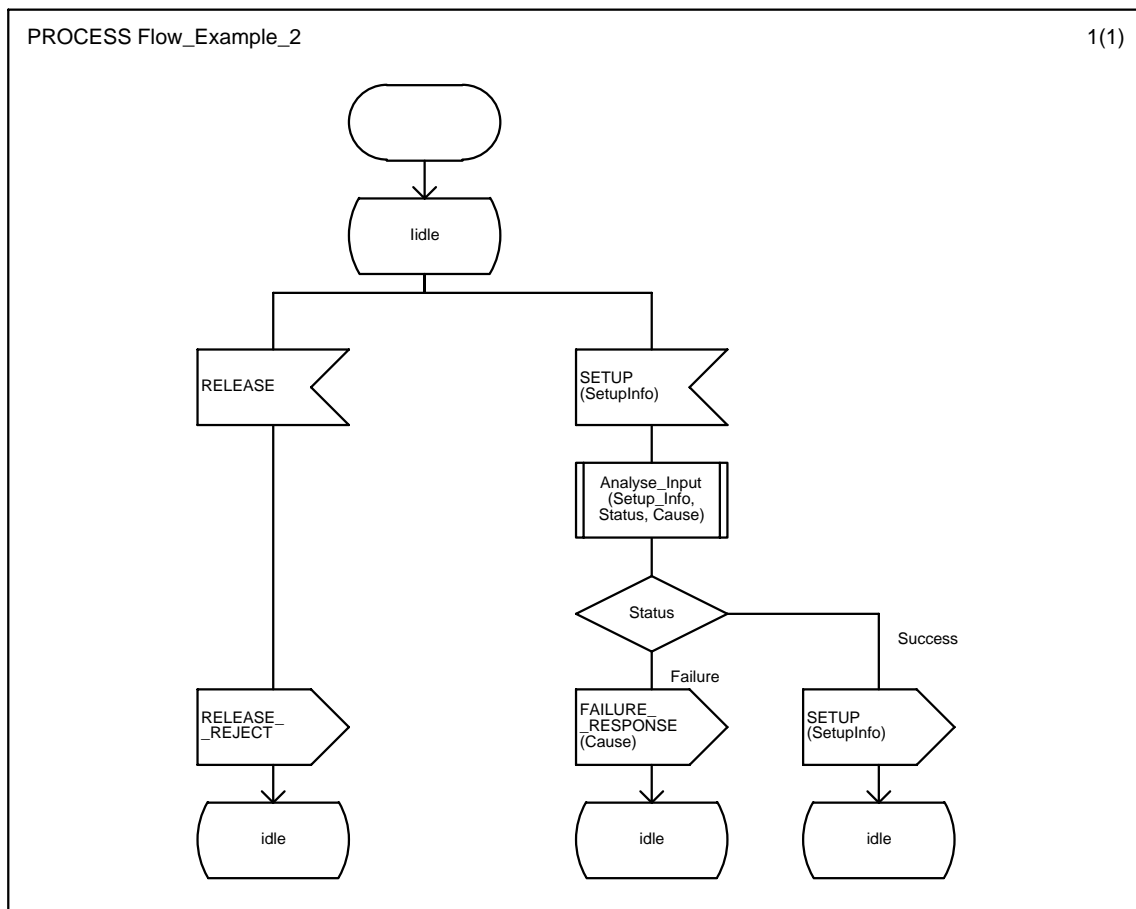 PROCESS Flow_Example_2
1(1)
Iidle
RELEASE
SETUP
(SetupInfo)
Analyse_Input
(Setup_Info,
Status, Cause)
Status
Success
Failure
RELEASE_
_REJECT
FAILURE_
_RESPONSE
(Cause)
SETUP
(SetupInfo)
idle
idle
idle